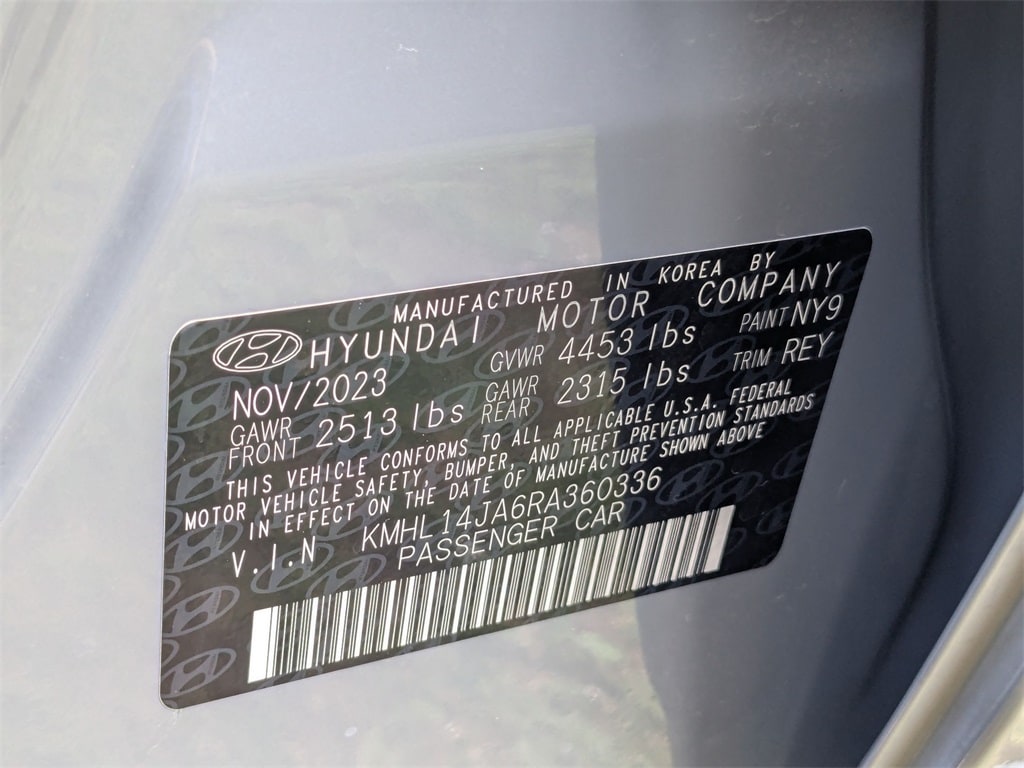 MANUFACTURED IN KOREA BY
HYUNDAI MOTOR COMPANY
NOV/2023 GVWR 4453 lbs PAINT NY9
GAWR FRONT 2513 lbs GAWR REAR 2315 lbs TRIM REY
THIS VEHICLE CONFORMS TO ALL APPLICABLE U.S.A. FEDERAL
MOTOR VEHICLE SAFETY, BUMPER, AND THEFT PREVENTION STANDARDS
IN EFFECT ON THE DATE OF MANUFACTURE SHOWN ABOVE
V.I.N KMHL14JA6RA360336
PASSENGER CAR